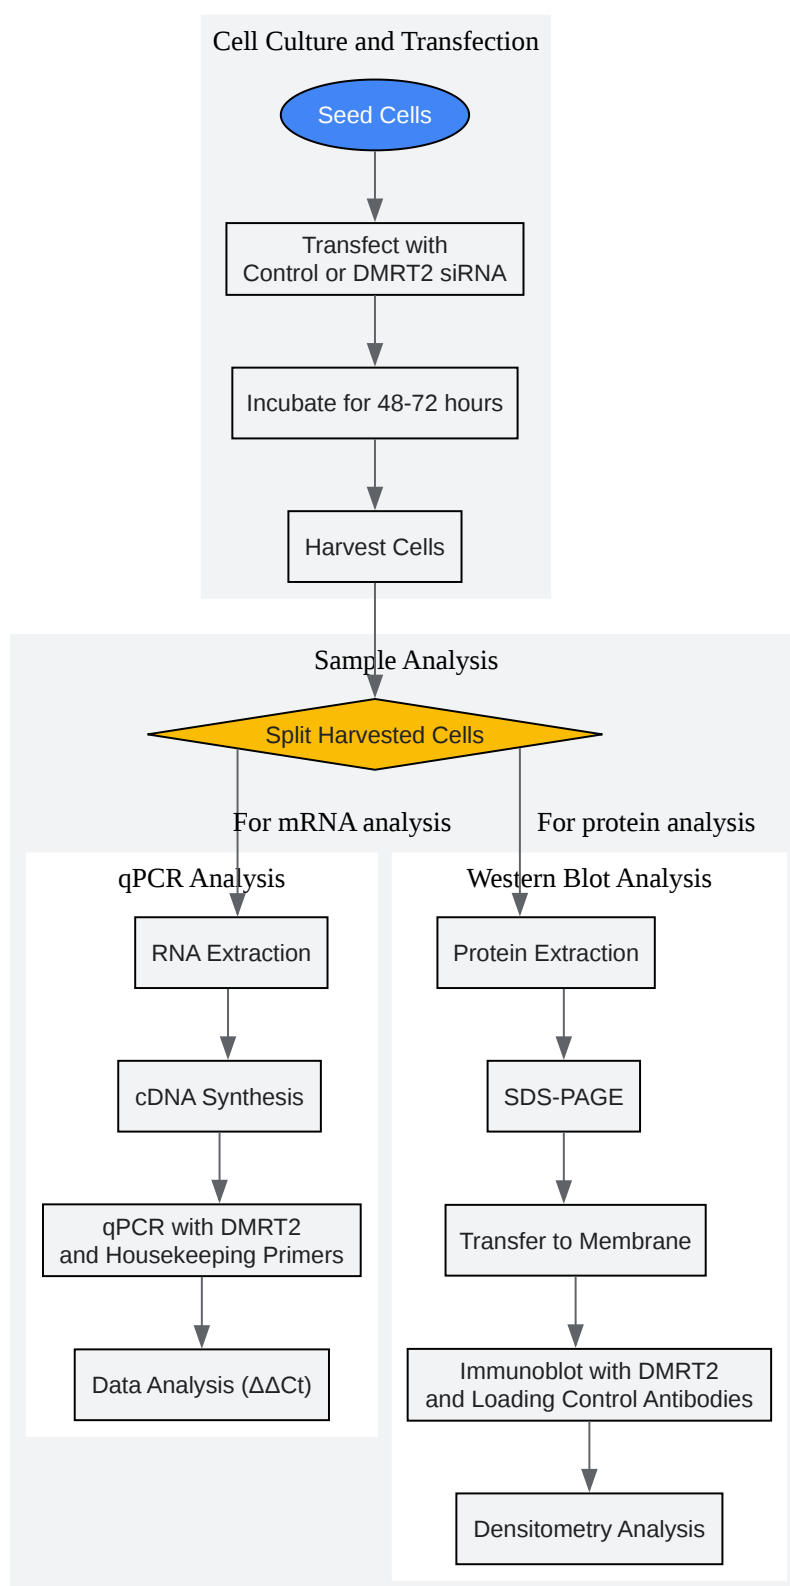 Cell Culture and Transfection
Seed Cells
Transfect with
Control or DMRT2 siRNA
Incubate for 48-72 hours
Harvest Cells
Sample Analysis
Split Harvested Cells
For mRNA analysis
For protein analysis
qPCR Analysis
RNA Extraction
cDNA Synthesis
qPCR with DMRT2
and Housekeeping Primers
Data Analysis (ΔΔCt)
Western Blot Analysis
Protein Extraction
SDS-PAGE
Transfer to Membrane
Immunoblot with DMRT2
and Loading Control Antibodies
Densitometry Analysis